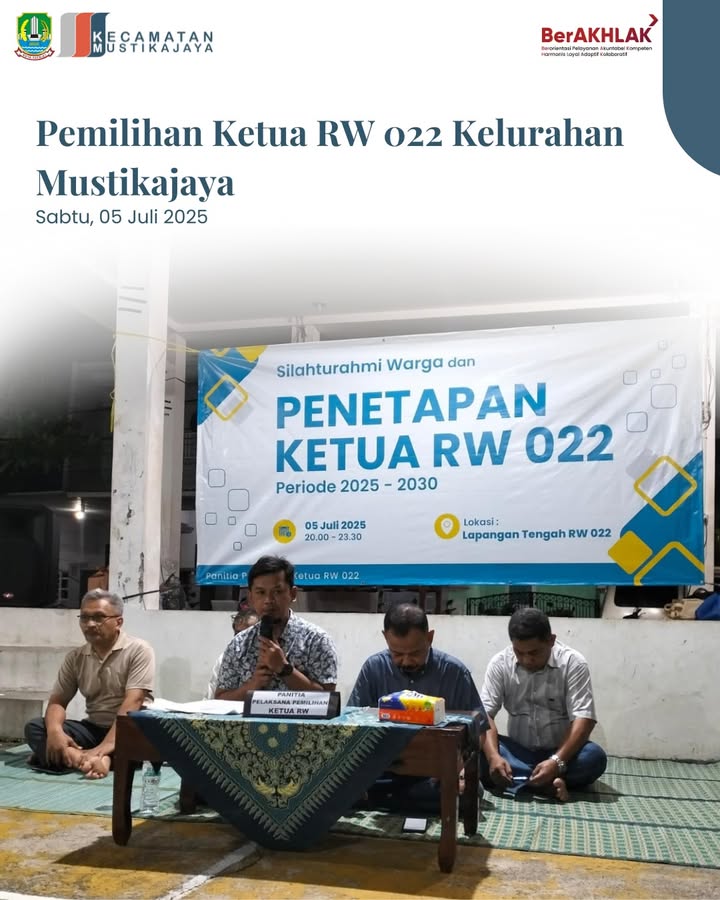 KECAMATAN
MUSTIKAJAYA
BerAKHLAK
Berorientasi Pelayanan Akuntabel Kompeten
Harmonis Loyal Adaptif Kolaboratif
Pemilihan Ketua RW 022 Kelurahan
Mustikajaya
Sabtu, 05 Juli 2025
Silahturahmi Warga dan
PENETAPAN
KETUA RW 022
Periode 2025 - 2030
05 Juli 2025
20.00 - 23.30
Lokasi :
Lapangan Tengah RW 022
Panitia P Ketua RW 022
PANITIA
PELAKSANA PEMILIHAN
KETUA RW